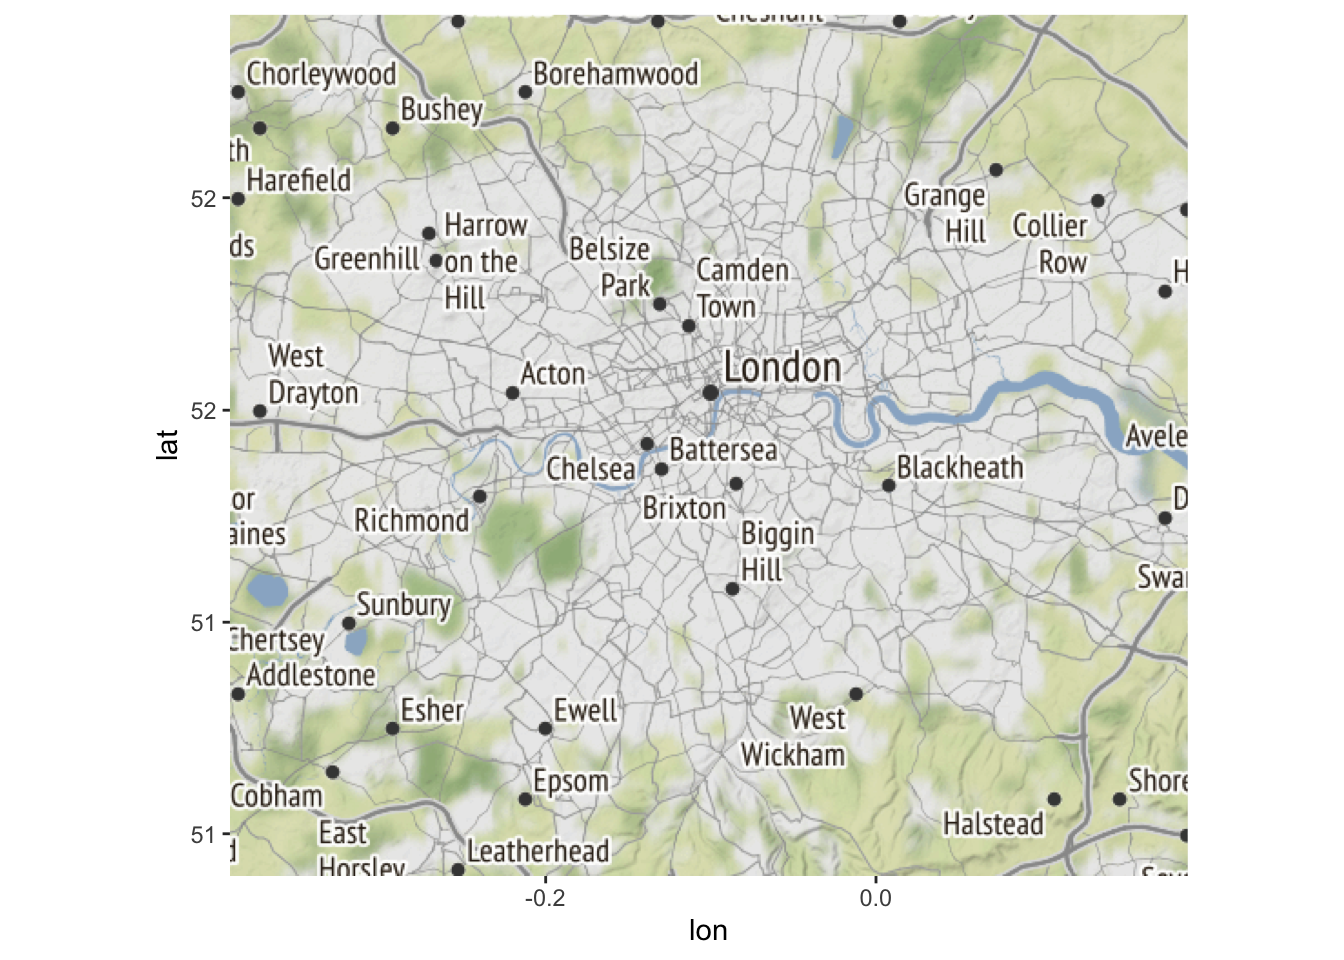 Cheshunt
Chorleywood
Borehamwood
Bushey
th
Harefield
Grange
Hill
Collier
Row
ds
Harrow
on the
Hill
Greenhill
Belsize
Park
Camden
Town
H
West
Drayton
Acton
London
Avele
Battersea
Chelsea
Blackheath
or
aines
Richmond
Brixton
D
Biggin
Hill
Swan
Sunbury
Chertsey
Addlestone
Esher
Ewell
West
Wickham
Cobham
Epsom
Shore
East
Horsley
Halstead
d
Leatherhead
52
52
51
51
-0.2
0.0
lat
lon